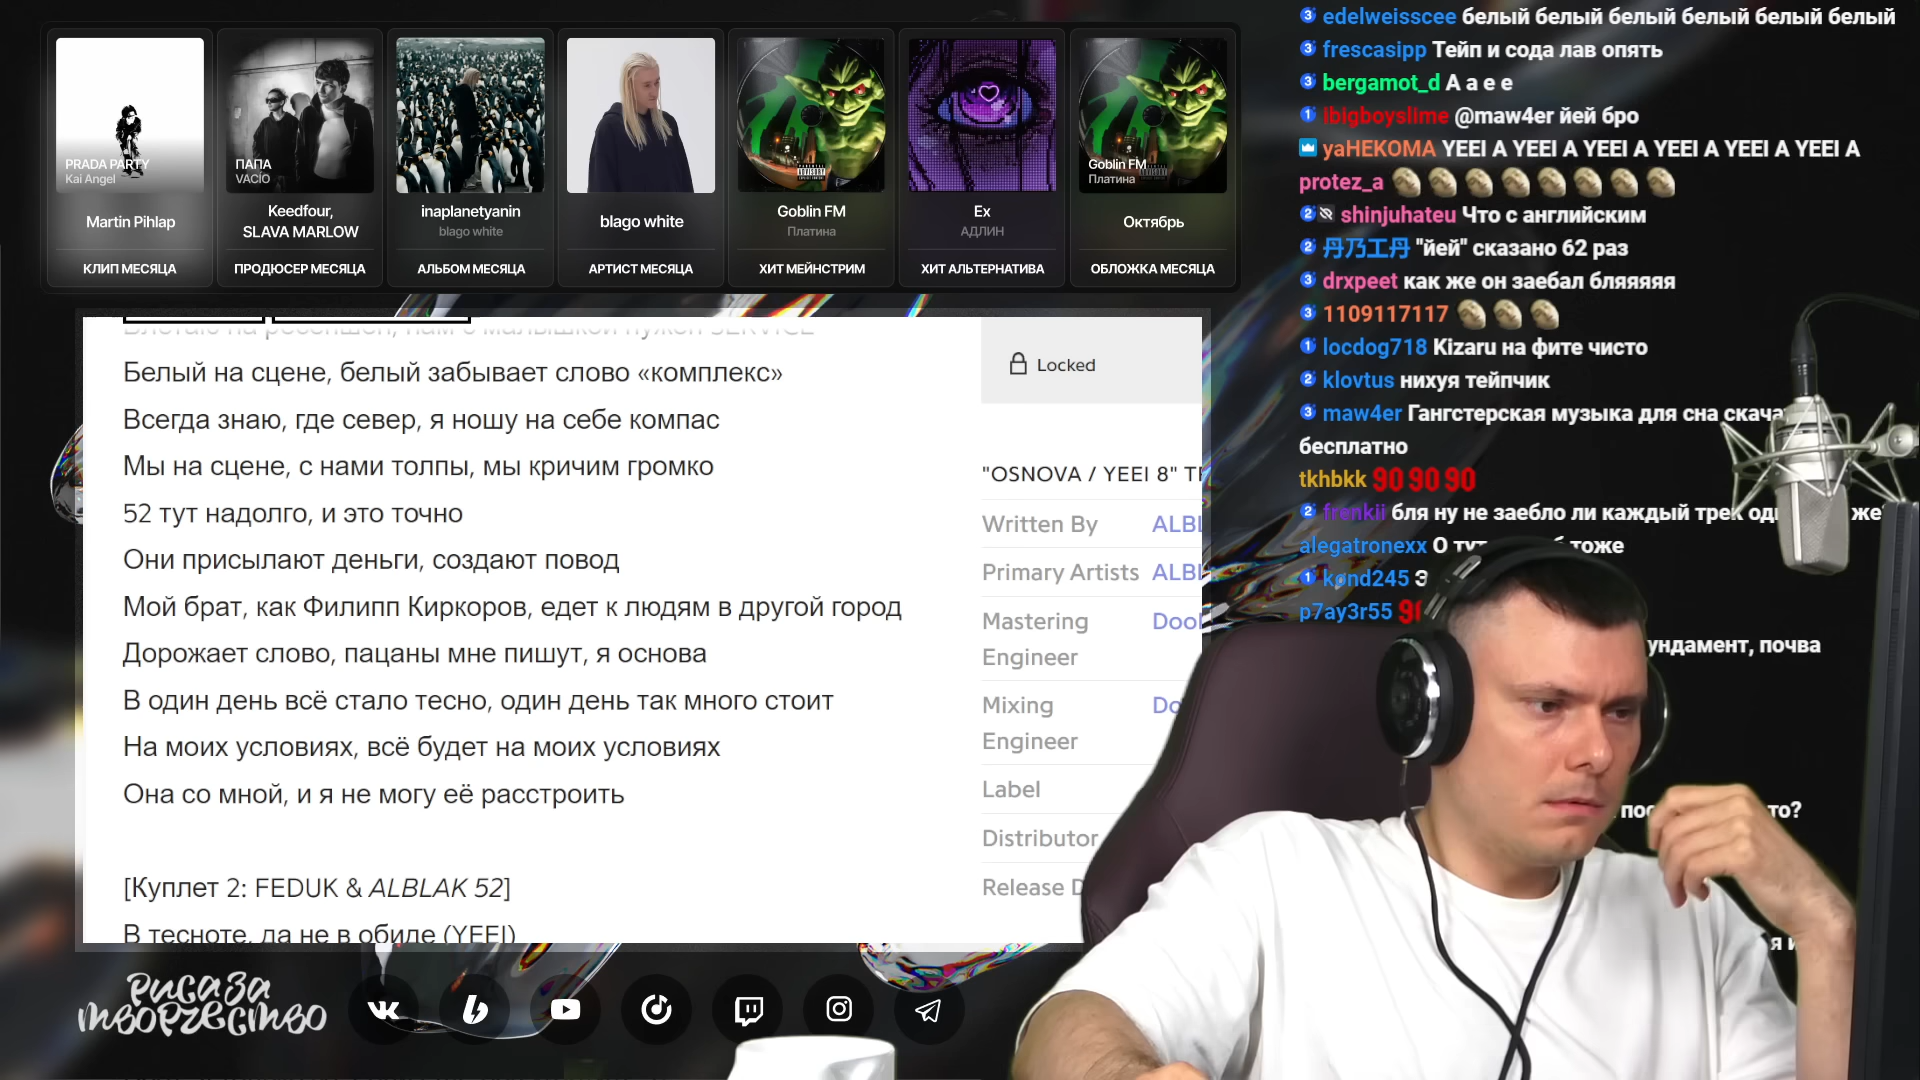 PRADA PARTY
Kai Angel
Martin Pihlap
КЛИП МЕСЯЦА
ПАПА
VACÍO
Keedfour,
SLAVA MARLOW
ПРОДЮСЕР МЕСЯЦА
inaplanetyanin
blago white
АЛЬБОМ МЕСЯЦА
blago white
АРТИСТ МЕСЯЦА
Goblin FM
Платина
ХИТ МЕЙНСТРИМ
Ex
АДЛИН
ХИТ АЛЬТЕРНАТИВА
Goblin FM
Платина
Октябрь
ОБЛОЖКА МЕСЯЦА
Белый на сцене, белый забывает слово «комплекс»
Всегда знаю, где север, я ношу на себе компас
Мы на сцене, с нами толпы, мы кричим громко
52 тут надолго, и это точно
Они присылают деньги, создают повод
Мой брат, как Филипп Киркоров, едет к людям в другой город
Дорожает слово, пацаны мне пишут, я основа
В один день всё стало тесно, один день так много стоит
На моих условиях, всё будет на моих условиях
Она со мной, и я не могу её расстроить
[Куплет 2: FEDUK & ALBLAK 52]
В тесноте, да не в обиде (YEEI)
Locked
"OSNOVA / YEEI 8"
Written By
Primary Artists
Mastering
Engineer
Mixing
Engineer
Label
Distributor
Release
edelweisscee белый белый белый белый белый белый
frescasipp Тейп и сода лав опять
bergamot_d А а е е
ibigboyslime @maw4er йей бро
yaHEKOMA YEEI A YEEI A YEEI A YEEI A YEEI A YEEI A
protez_a
shinjuhateu Что с английским
丹乃工丹 "йей" сказано 62 раз
drxpeet как же он заебал бляяяяя
1109117117
locdog718 Kizaru на фите чисто
klovtus нихуя тейпчик
maw4er Гангстерская музыка для сна
бесплатно
tkhbkk 90 90 90
frenkii бля ну не заебло ли каждый трек
alegatronexx О тоже
kønd245
p7ay3r55
почва
Риса За
Творчество